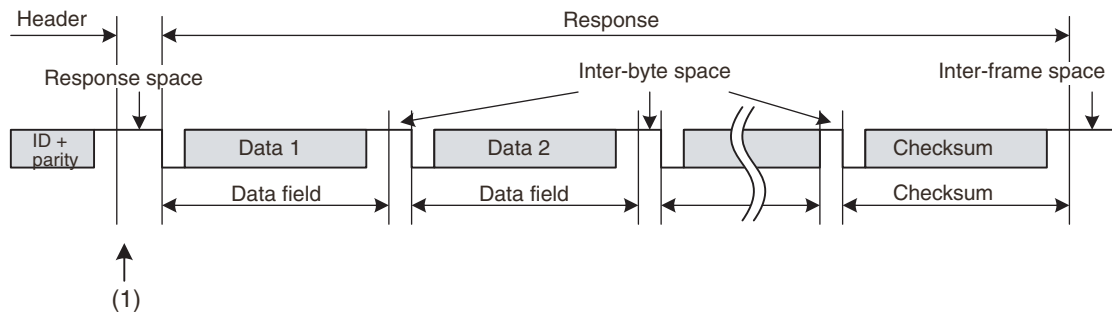 Header
Response
Response space
Inter-byte space
Inter-frame space
ID +
parity
Data 1
Data 2
Checksum
Data field
Data field
Checksum
(1)